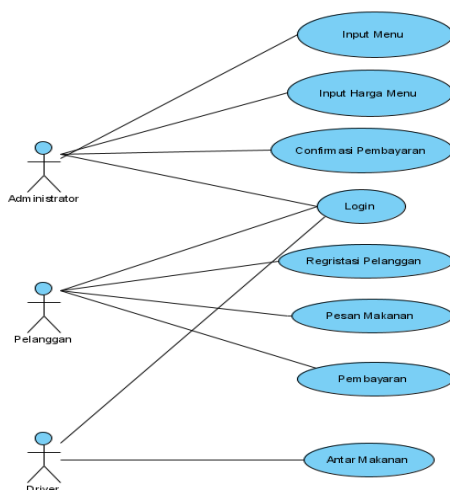 Input Menu
Input Harga Menu
Confirmasi Pembayaran
Administrator
Login
Regristasi Pelanggan
Pelanggan
Pesan Makanan
Pembayaran
Antar Makanan
Driver